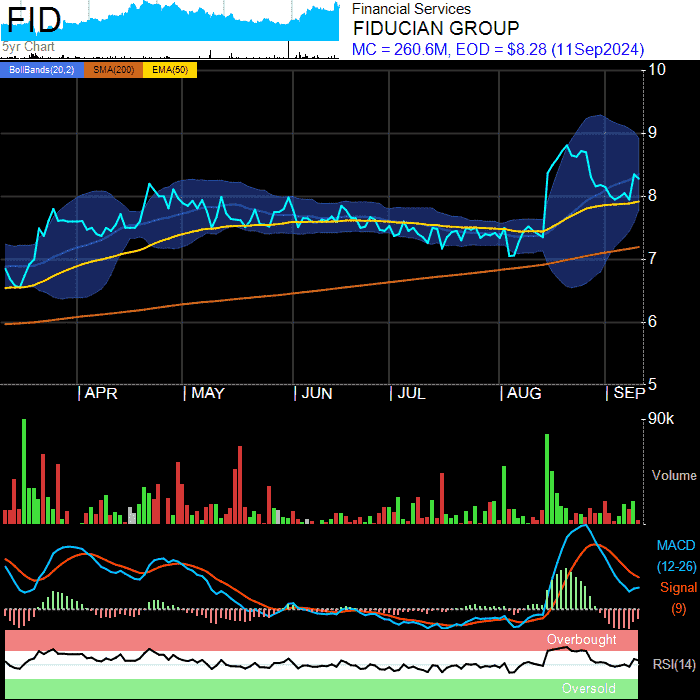 FID
5yr Chart
Financial Services
FIDUCIAN GROUP
MC = 260.6M, EOD = $8.28 (11Sep2024)
BollBands(20,2) SMA(200) EMA(50)
10
9
8
7
6
5
APR MAY JUN JUL AUG SEP
90k
Volume
MACD
(12-26)
Signal
(9)
Overbought
RSI(14)
Oversold